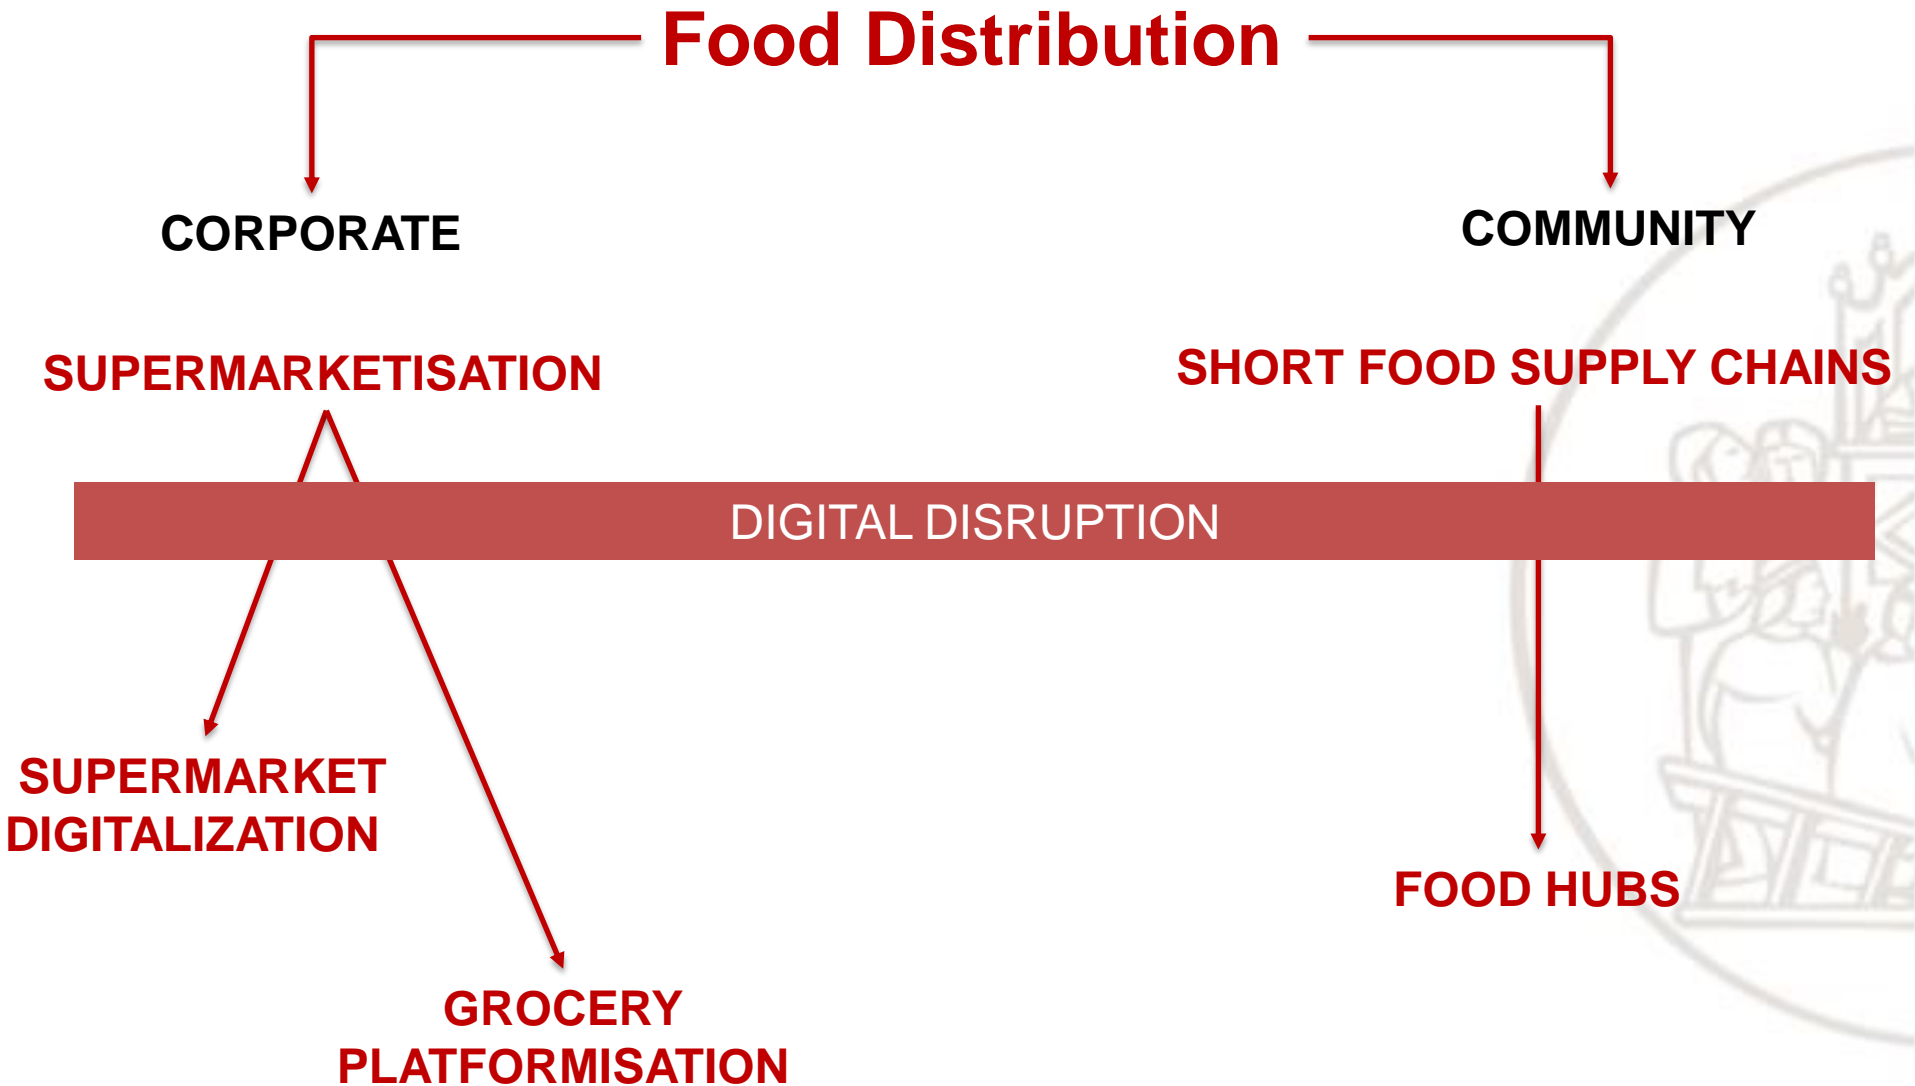 Food Distribution
CORPORATE
COMMUNITY
SUPERMARKETISATION
SHORT FOOD SUPPLY CHAINS
DIGITAL DISRUPTION
SUPERMARKET
DIGITALIZATION
FOOD HUBS
GROCERY
PLATFORMISATION